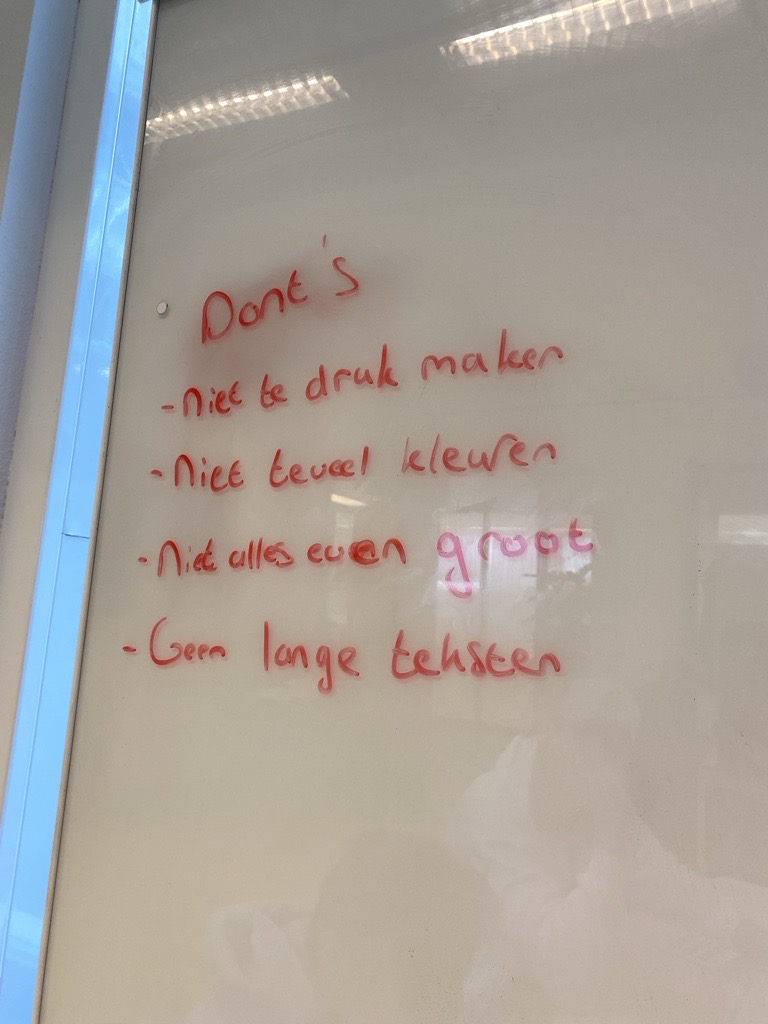 Dont's
- niet te druk maken
- niet teveel kleuren
- niet alles even groot
- Geen lange teksten